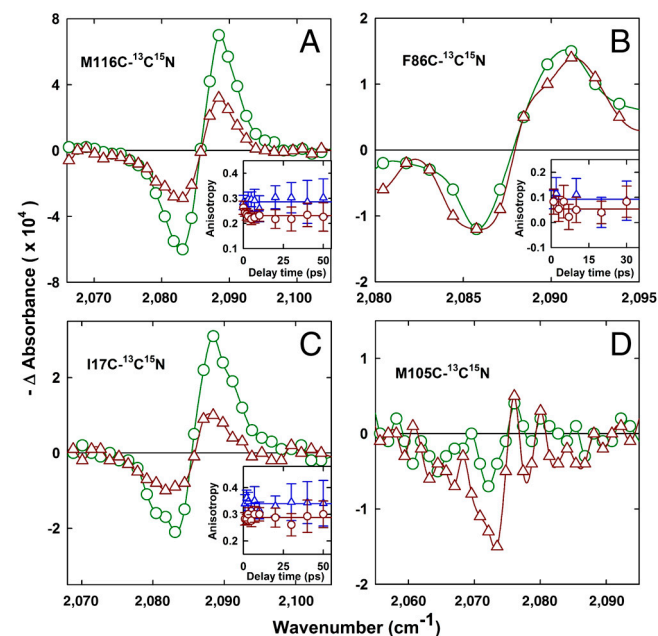 A
M116C-¹³C¹⁵N
8
4
0
-4
-8
2,070 2,080 2,090 2,100
Anisotropy
0.4
0.3
0.2
0.1
0 25 50
Delay time (ps)
B
F86C-¹³C¹⁵N
2
1
0
-1
-2
2,080 2,085 2,090 2,095
Anisotropy
0.2
0.1
0.0
-0.1
0 15 30
Delay time (ps)
- Δ Absorbance ( x 10⁴)
C
I17C-¹³C¹⁵N
2
0
-2
2,070 2,080 2,090 2,100
Anisotropy
0.4
0.3
0.2
0 25 50
Delay time (ps)
D
M105C-¹³C¹⁵N
1
0
-1
-2
2,060 2,070 2,080 2,090
Wavenumber (cm⁻¹)